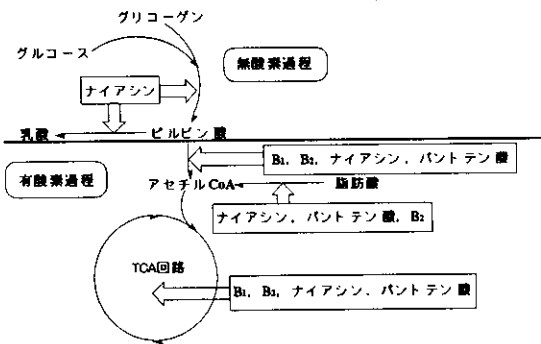 グリコーゲン
グルコース
無酸素過程
ナイアシン
乳酸
ピルビン酸
B₁, B₂, ナイアシン, パントテン酸
有酸素過程
アセチルCoA
脂肪酸
ナイアシン, パントテン酸, B₂
TCA回路
B₁, B₂, ナイアシン, パントテン酸